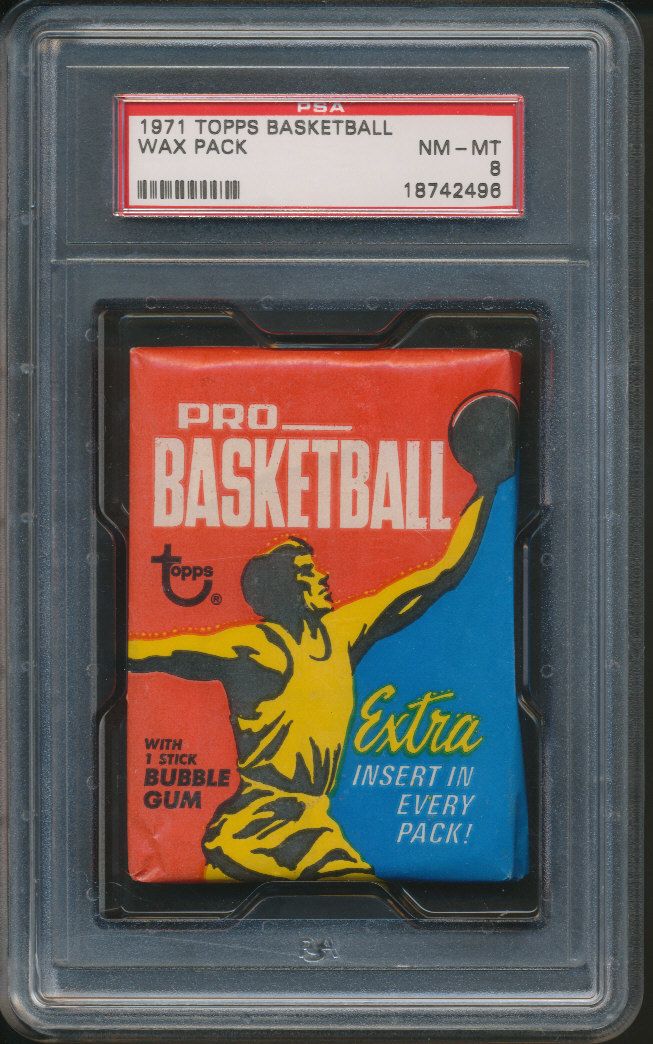 PSA
1971 TOPPS BASKETBALL
WAX PACK NM-MT
8
18742496
PRO
BASKETBALL
topps®
Extra
WITH
1 STICK
BUBBLE
GUM
INSERT IN
EVERY
PACK!
PSA